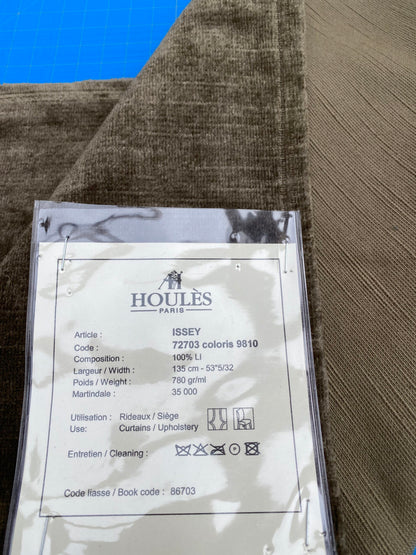 HOULÈS
PARIS
Article : ISSEY
Code : 72703 coloris 9810
Composition : 100% LI
Largeur / Width : 135 cm - 53"5/32
Poids / Weight : 780 gr/ml
Martindale : 35 000
Utilisation : Rideaux / Siège
Use: Curtains / Upholstery
Entretien / Cleaning :
Code liasse / Book code : 86703